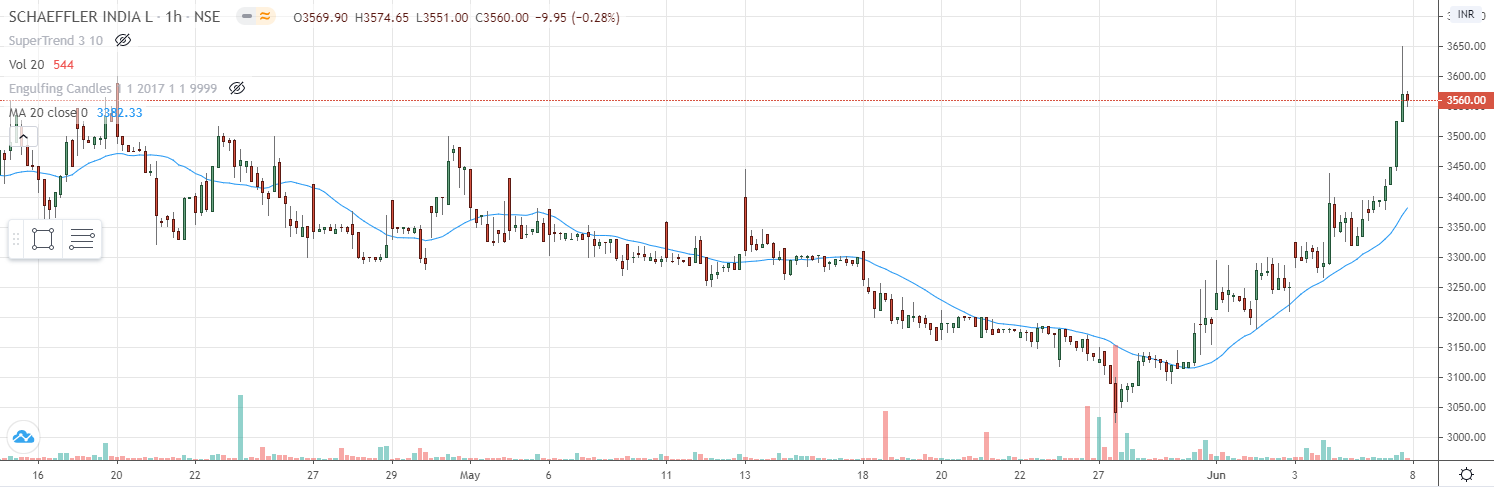 SCHAEFFLER INDIA L · 1h · NSE O3569.90 H3574.65 L3551.00 C3560.00 −9.95 (−0.28%)
SuperTrend 3 10
Vol 20 544
Engulfing Candles 1 1 2017 1 1 9999
MA 20 close 0 3382.33
INR
3650.00
3600.00
3560.00
3500.00
3450.00
3400.00
3350.00
3300.00
3250.00
3200.00
3150.00
3100.00
3050.00
3000.00
16 20 22 27 29 May 6 11 13 18 20 22 27 Jun 3 8